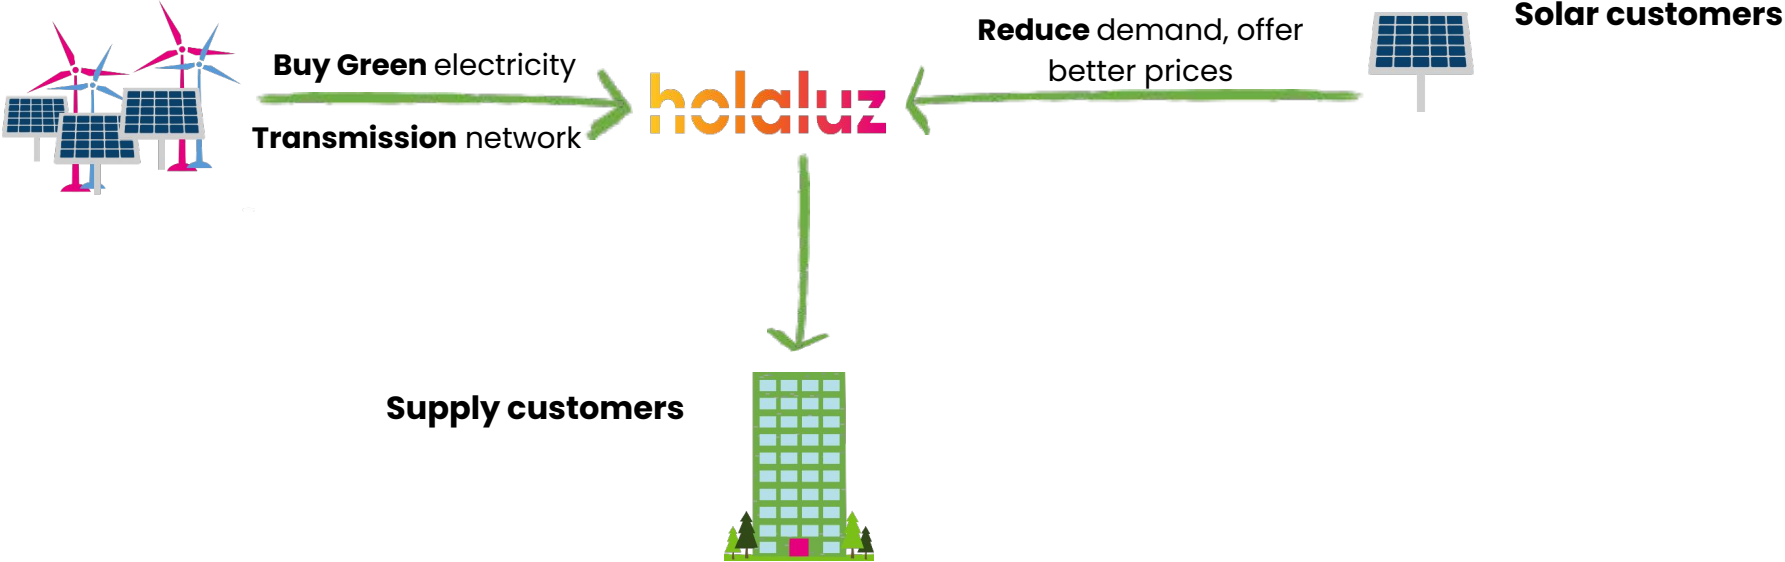 Solar customers
Reduce demand, offer
better prices
Buy Green electricity
holaluz
Transmission network
Supply customers